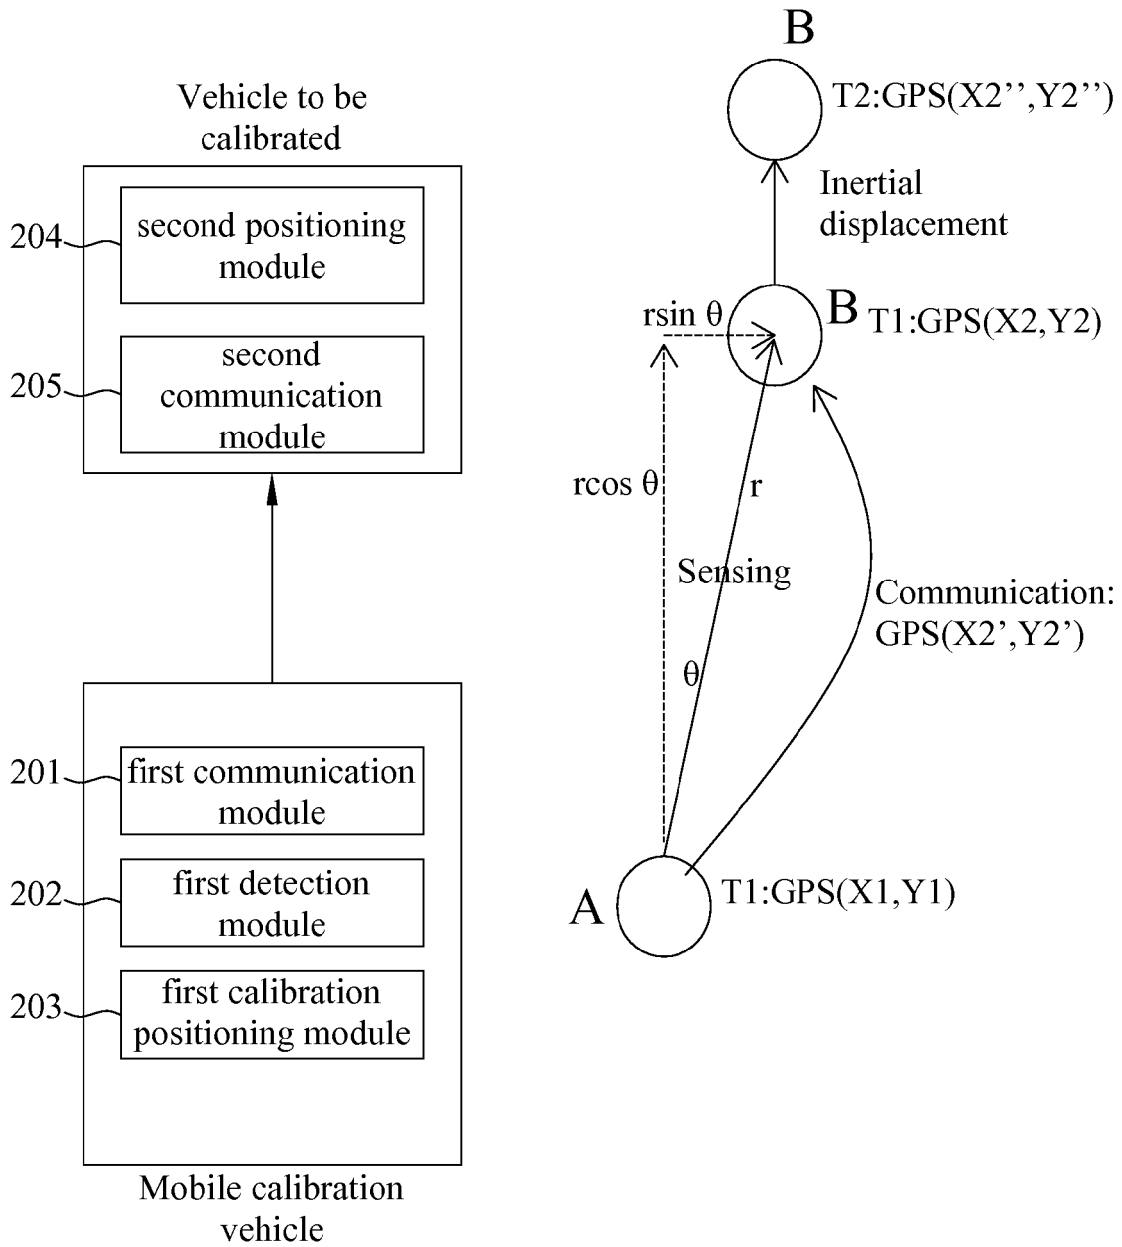 Vehicle to be
calibrated
204
second positioning
module
205
second
communication
module
201
first communication
module
202
first detection
module
203
first calibration
positioning module
Mobile calibration
vehicle
B
T2:GPS(X2’’,Y2’’)
Inertial
displacement
rsin θ
B
T1:GPS(X2,Y2)
rcos θ
r
Sensing
Communication:
GPS(X2’,Y2’)
θ
A
T1:GPS(X1,Y1)